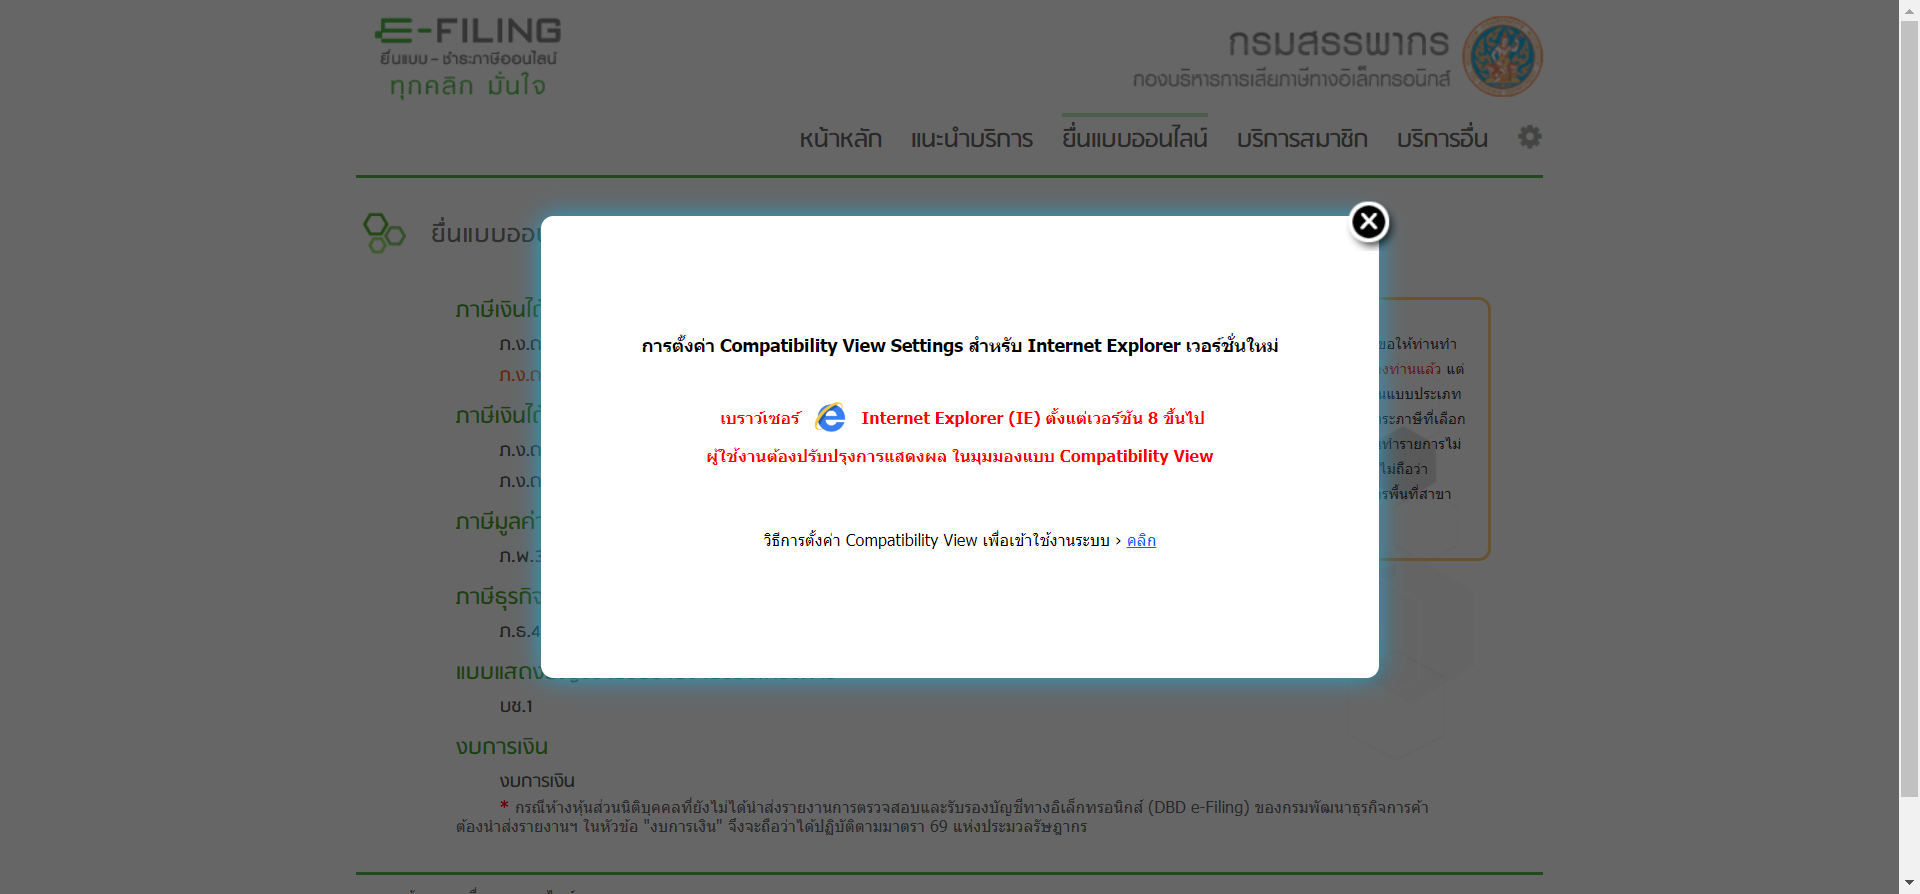 E-FILING
ยื่นแบบ - ชำระภาษีออนไลน์
ทุกคลิก มั่นใจ
กรมสรรพากร
กองบริหารการเสียภาษีทางอิเล็กทรอนิกส์
หน้าหลัก แนะนำบริการ ยื่นแบบออนไลน์ บริการสมาชิก บริการอื่น
การตั้งค่า Compatibility View Settings สำหรับ Internet Explorer เวอร์ชั่นใหม่
เบราว์เซอร์ Internet Explorer (IE) ตั้งแต่เวอร์ชัน 8 ขึ้นไป
ผู้ใช้งานต้องปรับปรุงการแสดงผล ในมุมมองแบบ Compatibility View
วิธีการตั้งค่า Compatibility View เพื่อเข้าใช้งานระบบ > คลิก
ยื่นแบบออน
ภาษีเงินได้
ภ.ง.ด
ภ.ง.ด
ภาษีเงินได้
ภ.ง.ด
ภ.ง.ด
ภาษีมูลค่า
ภ.พ.3
ภาษีธุรกิจ
ภ.ธ.4
แบบแสดง
บช.1
งบการเงิน
งบการเงิน
* กรณีห้างหุ้นส่วนนิติบุคคลที่ยังไม่ได้นำส่งรายงานการตรวจสอบและรับรองบัญชีทางอิเล็กทรอนิกส์ (DBD e-Filing) ของกรมพัฒนาธุรกิจการค้า
ต้องนำส่งรายงานฯ ในหัวข้อ "งบการเงิน" จึงจะถือว่าได้ปฏิบัติตามมาตรา 69 แห่งประมวลรัษฎากร
ขอให้ท่านทำ
งท่านแล้ว แต่
นแบบประเภท
ระภาษีที่เลือก
ทำรายการไม่
ไม่ถือว่า
รพื้นที่สาขา